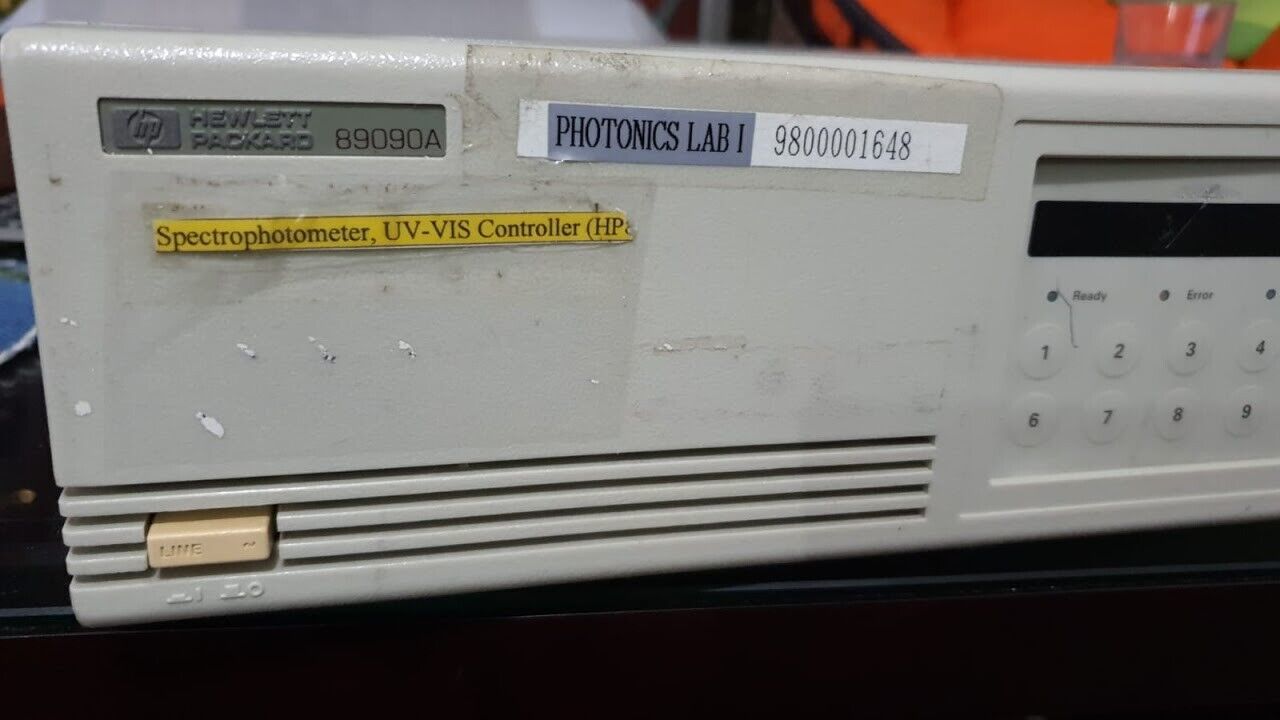 hp HEWLETT
PACKARD 89090A
PHOTONICS LAB I 9800001648
Spectrophotometer, UV-VIS Controller (HP
Ready Error
1 2 3 4
6 7 8 9
LINE ~
I O